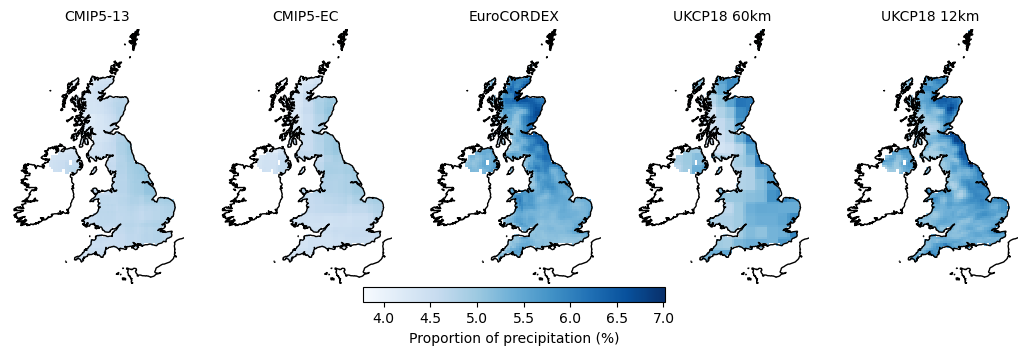 CMIP5-13
CMIP5-EC
EuroCORDEX
UKCP18 60km
UKCP18 12km
4.0 4.5 5.0 5.5 6.0 6.5 7.0
Proportion of precipitation (%)